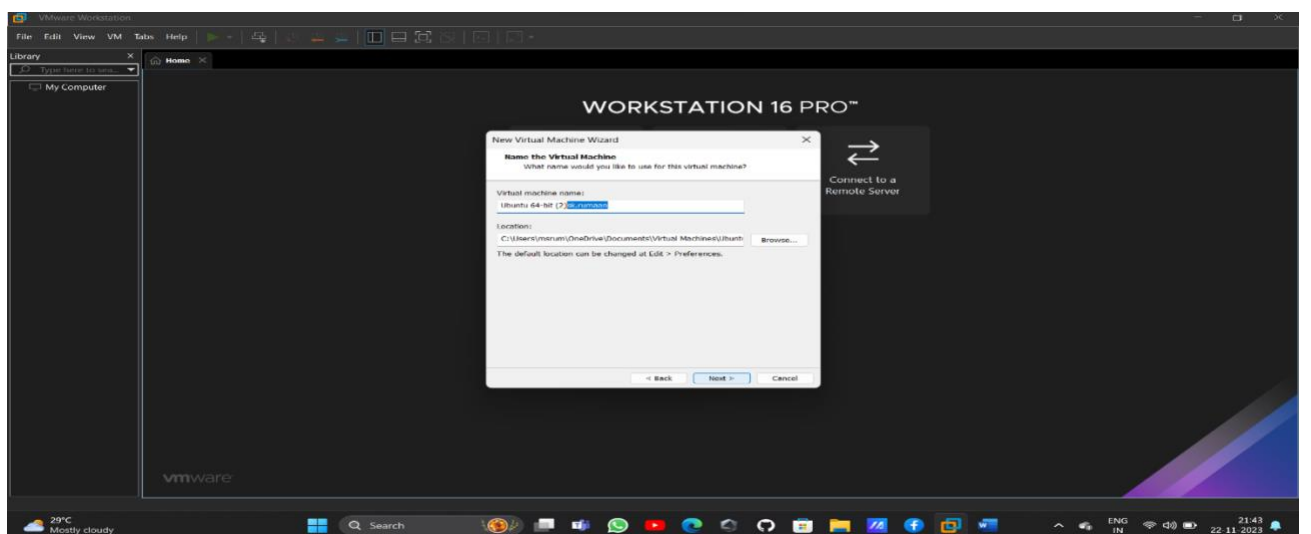 VMware Workstation
File Edit View VM Tabs Help
Library
Home
Type here to sea...
My Computer
WORKSTATION 16 PRO™
New Virtual Machine Wizard
Name the Virtual Machine
What name would you like to use for this virtual machine?
Virtual machine name:
Ubuntu 64-bit (2)
Location:
C:\Users\msrum\OneDrive\Documents\Virtual Machines\Ubunt
Browse...
The default location can be changed at Edit > Preferences.
< Back Next > Cancel
Connect to a
Remote Server
vmware
29°C
Mostly cloudy
Search
ENG
IN
21:43
22-11-2023